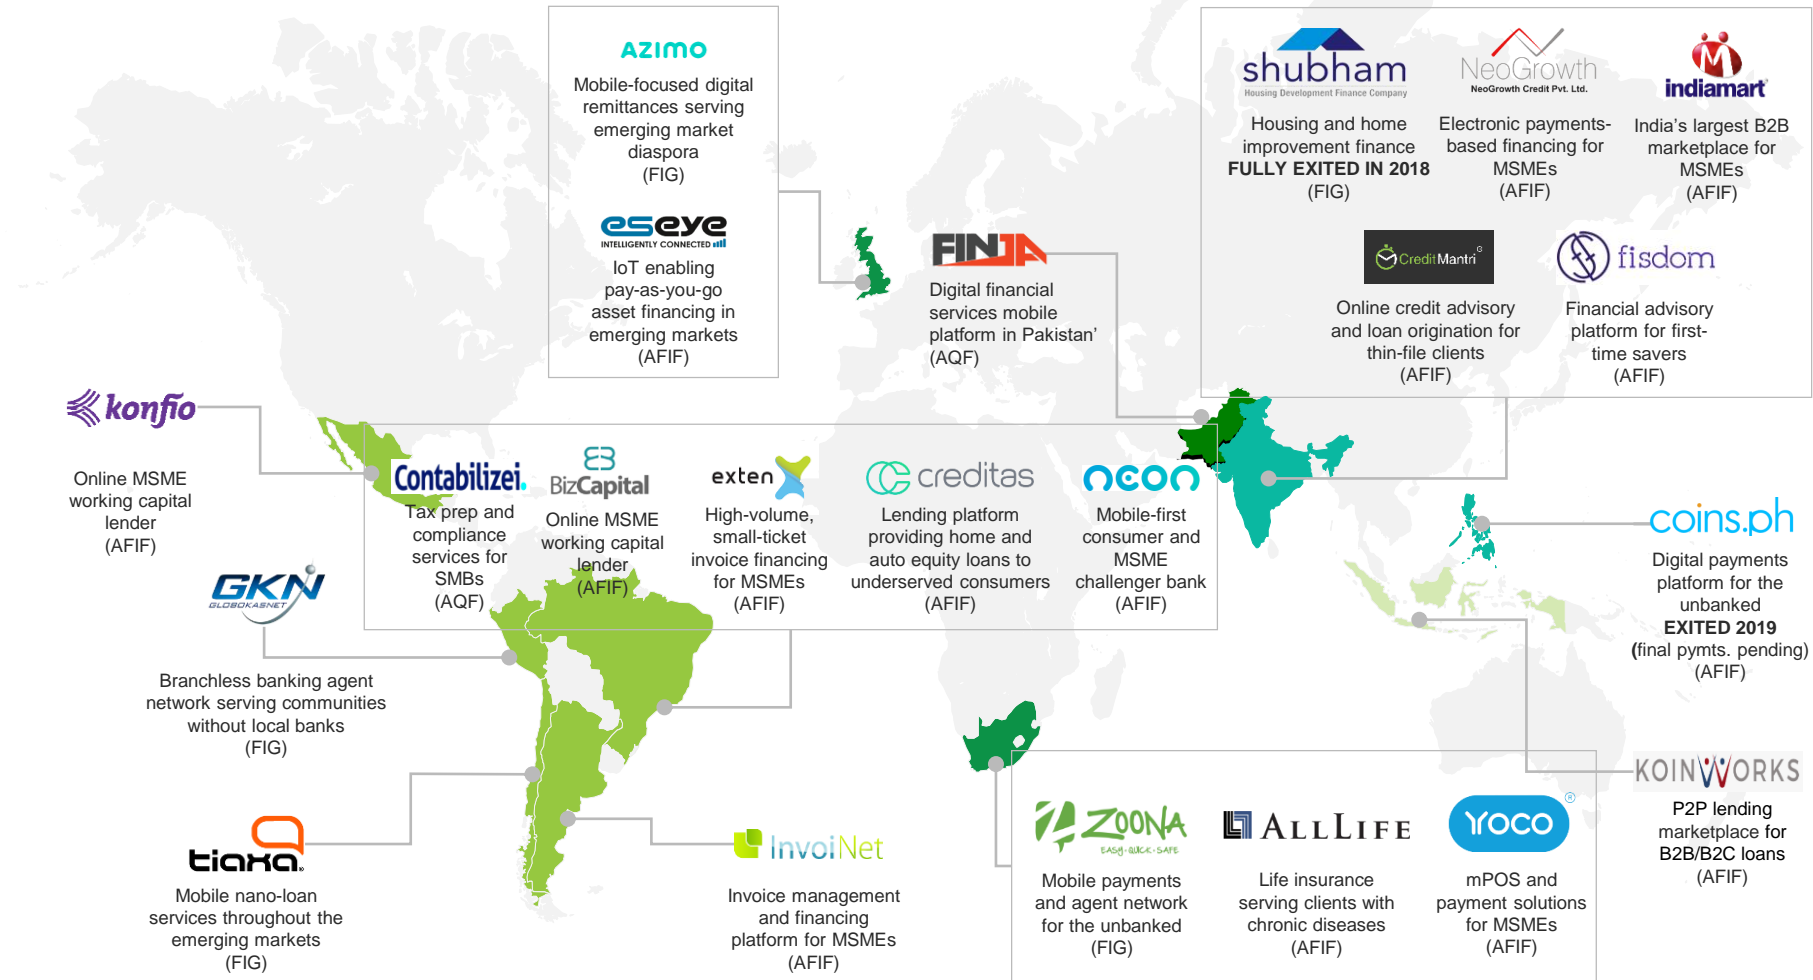 AZIMO
Mobile-focused digital
remittances serving
emerging market
diaspora
(FIG)
eseye
INTELLIGENTLY CONNECTED
IoT enabling
pay-as-you-go
asset financing in
emerging markets
(AFIF)
FINJA
Digital financial
services mobile
platform in Pakistan’
(AQF)
shubham
Housing Development Finance Company
Housing and home
improvement finance
FULLY EXITED IN 2018
(FIG)
NeoGrowth
NeoGrowth Credit Pvt. Ltd.
Electronic payments-
based financing for
MSMEs
(AFIF)
indiamart
India’s largest B2B
marketplace for
MSMEs
(AFIF)
CreditMantri
Online credit advisory
and loan origination for
thin-file clients
(AFIF)
fisdom
Financial advisory
platform for first-
time savers
(AFIF)
konfio
Online MSME
working capital
lender
(AFIF)
Contabilizei.
Tax prep and
compliance
services for
SMBs
(AQF)
BizCapital
Online MSME
working capital
lender
(AFIF)
exten
High-volume,
small-ticket
invoice financing
for MSMEs
(AFIF)
creditas
Lending platform
providing home and
auto equity loans to
underserved consumers
(AFIF)
neon
Mobile-first
consumer and
MSME
challenger bank
(AFIF)
coins.ph
Digital payments
platform for the
unbanked
EXITED 2019
(final pymts. pending)
(AFIF)
GKN
GLOBOKASNET
Branchless banking agent
network serving communities
without local banks
(FIG)
tiaxa
Mobile nano-loan
services throughout the
emerging markets
(FIG)
InvoiNet
Invoice management
and financing
platform for MSMEs
(AFIF)
ZOONA
EASY·QUICK·SAFE
Mobile payments
and agent network
for the unbanked
(FIG)
ALLLIFE
Life insurance
serving clients with
chronic diseases
(AFIF)
YOCO
mPOS and
payment solutions
for MSMEs
(AFIF)
KOINWORKS
P2P lending
marketplace for
B2B/B2C loans
(AFIF)